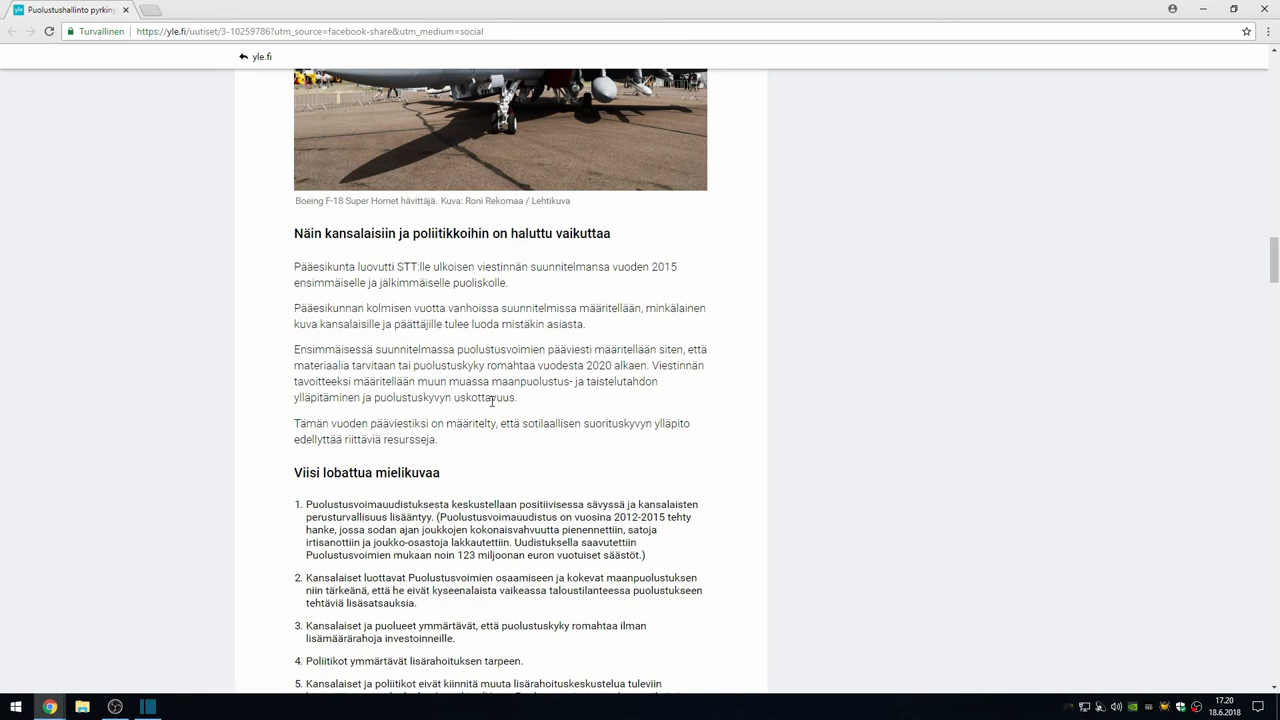 Puolustushallinto pyrkiny
Turvallinen
https://yle.fi/uutiset/3-10259786?utm_source=facebook-share&utm_medium=social
yle.fi
Boeing F-18 Super Hornet hävittäjä. Kuva: Roni Rekomaa / Lehtikuva
Näin kansalaisiin ja poliitikkoihin on haluttu vaikuttaa
Pääesikunta luovutti STT:lle ulkoisen viestinnän suunnitelmansa vuoden 2015
ensimmäiselle ja jälkimmäiselle puoliskolle.
Pääesikunnan kolmisen vuotta vanhoissa suunnitelmissa määritellään, minkälainen
kuva kansalaisille ja päättäjille tulee luoda mistäkin asiasta.
Ensimmäisessä suunnitelmassa puolustusvoimien pääviesti määritellään siten, että
materiaalia tarvitaan tai puolustuskyky romahtaa vuodesta 2020 alkaen. Viestinnän
tavoitteeksi määritellään muun muassa maanpuolustus- ja taistelutahdon
ylläpitäminen ja puolustuskyvyn uskottavuus.
Tämän vuoden pääviestiksi on määritelty, että sotilaallisen suorituskyvyn ylläpito
edellyttää riittäviä resursseja.
Viisi lobattua mielikuvaa
1. Puolustusvoimauudistuksesta keskustellaan positiivisessa sävyssä ja kansalaisten
perusturvallisuus lisääntyy. (Puolustusvoimauudistus on vuosina 2012-2015 tehty
hanke, jossa sodan ajan joukkojen kokonaisvahvuutta pienennettiin, satoja
irtisanottiin ja joukko-osastoja lakkautettiin. Uudistuksella saavutettiin
Puolustusvoimien mukaan noin 123 miljoonan euron vuotuiset säästöt.)
2. Kansalaiset luottavat Puolustusvoimien osaamiseen ja kokevat maanpuolustuksen
niin tärkeänä, että he eivät kyseenalaista vaikeassa taloustilanteessa puolustukseen
tehtäviä lisäsatsauksia.
3. Kansalaiset ja puolueet ymmärtävät, että puolustuskyky romahtaa ilman
lisämäärärahoja investoinneille.
4. Poliitikot ymmärtävät lisärahoituksen tarpeen.
5. Kansalaiset ja poliitikot eivät kiinnitä muuta lisärahoituskeskustelua tuleviin
17.20
18.6.2018